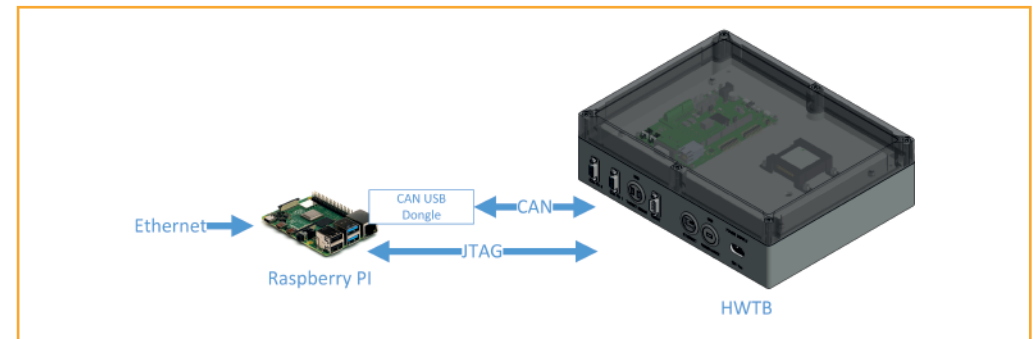 CAN USB
Dongle
CAN
Ethernet
JTAG
Raspberry PI
HWTB